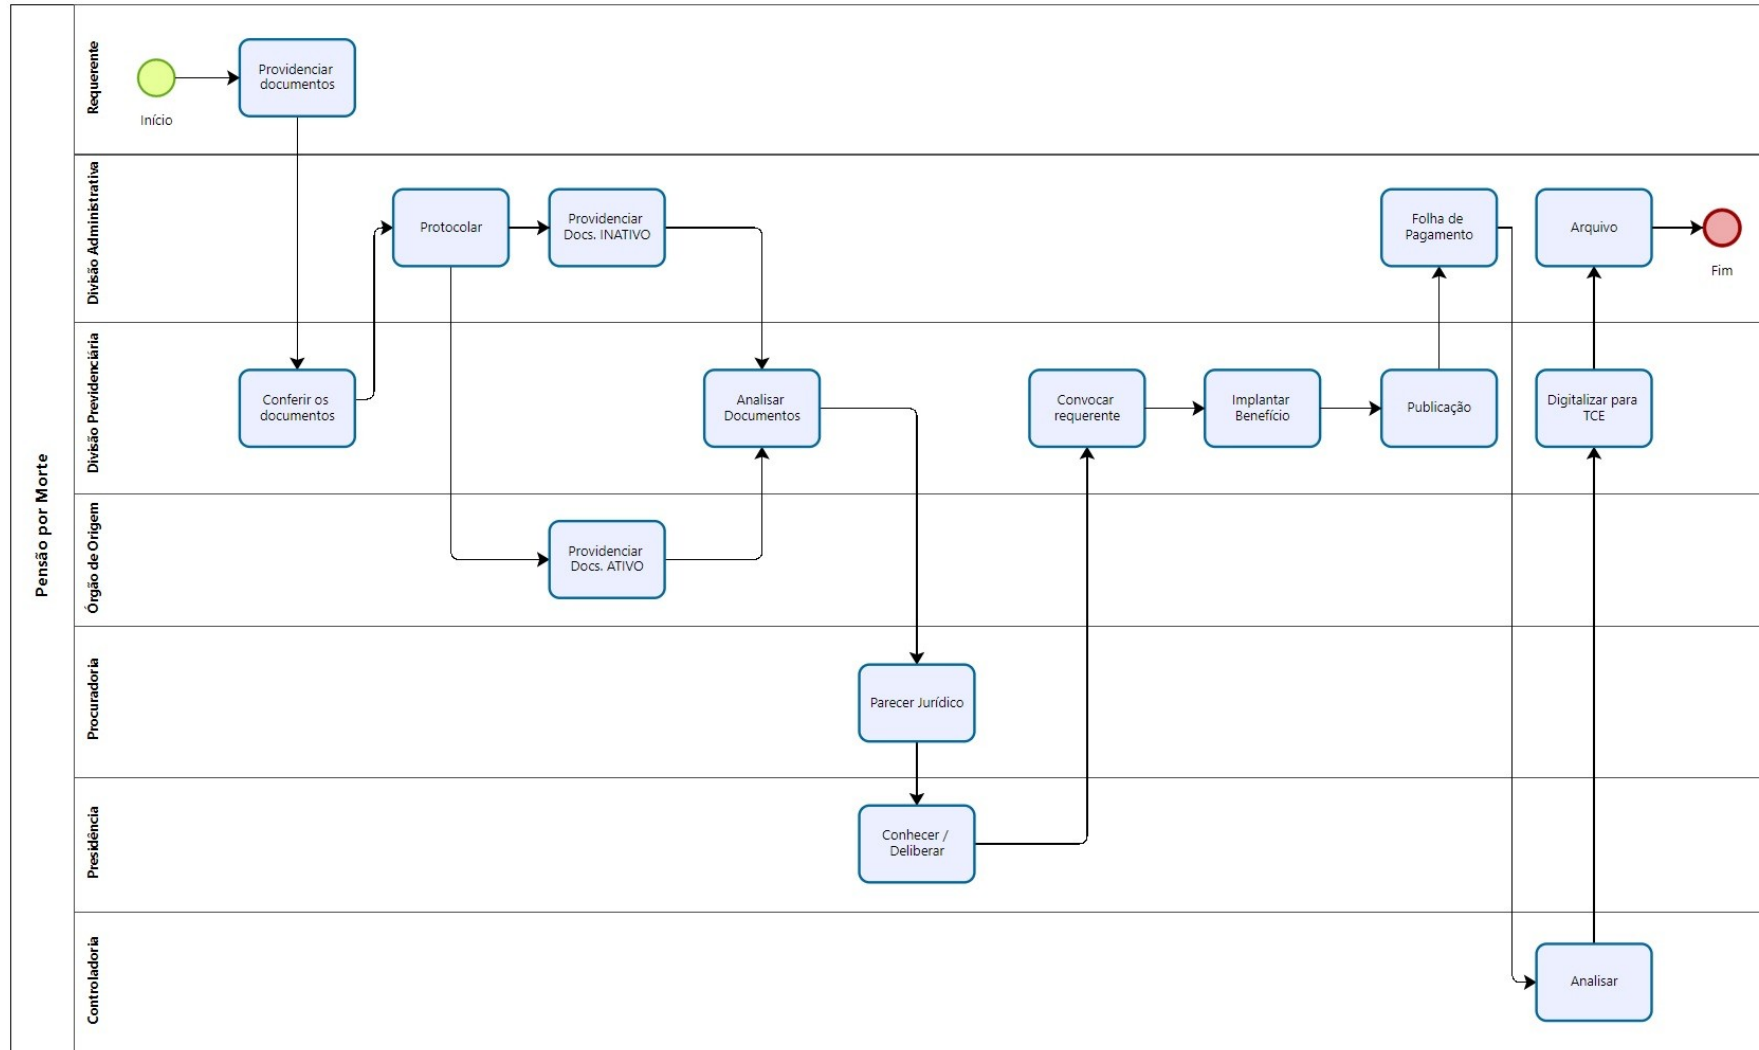 Pensão por Morte
Requerente
Início
Providenciar
documentos
Divisão Administrativa
Protocolar
Providenciar
Docs. INATIVO
Folha de
Pagamento
Arquivo
Fim
Divisão Previdenciária
Conferir os
documentos
Analisar
Documentos
Convocar
requerente
Implantar
Benefício
Publicação
Digitalizar para
TCE
Órgão de Origem
Providenciar
Docs. ATIVO
Procuradoria
Parecer Jurídico
Presidência
Conhecer /
Deliberar
Controladoria
Analisar